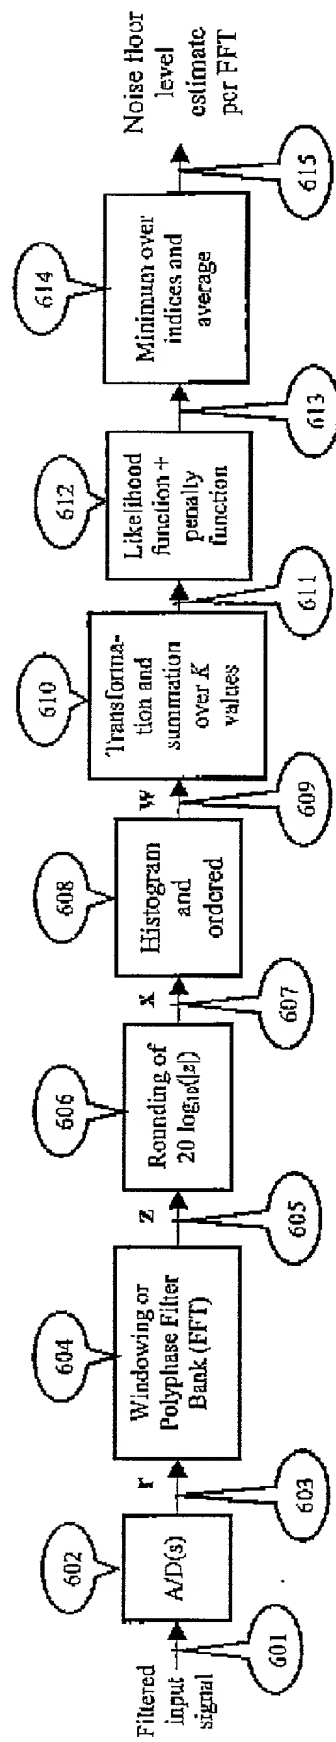 Filtered
input
signal
601
602
A/D(s)
r
603
604
Windowing or
Polyphase Filter
Bank (FFT)
z
605
606
Rounding of
20 log₁₀(|z|)
x
607
608
Histogram
and
ordered
w
609
610
Transforma-
tion and
summation
over K
values
611
612
Likelihood
function +
penalty
function
613
614
Minimum over
indices and
average
615
Noise floor
level
estimate
per FFT